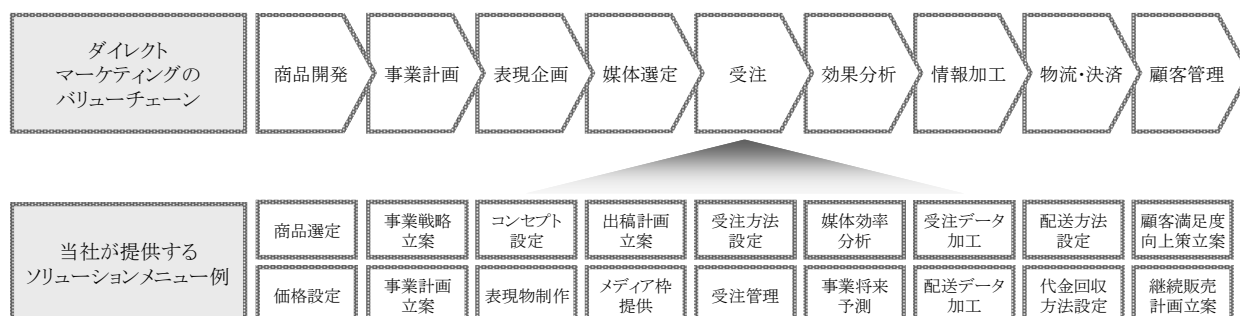 ダイレクト
マーケティングの
バリューチェーン
商品開発
事業計画
表現企画
媒体選定
受注
効果分析
情報加工
物流・決済
顧客管理
当社が提供する
ソリューションメニュー例
商品選定
事業戦略
立案
コンセプト
設定
出稿計画
立案
受注方法
設定
媒体効率
分析
受注データ
加工
配送方法
設定
顧客満足度
向上策立案
価格設定
事業計画
立案
表現物制作
メディア枠
提供
受注管理
事業将来
予測
配送データ
加工
代金回収
方法設定
継続販売
計画立案